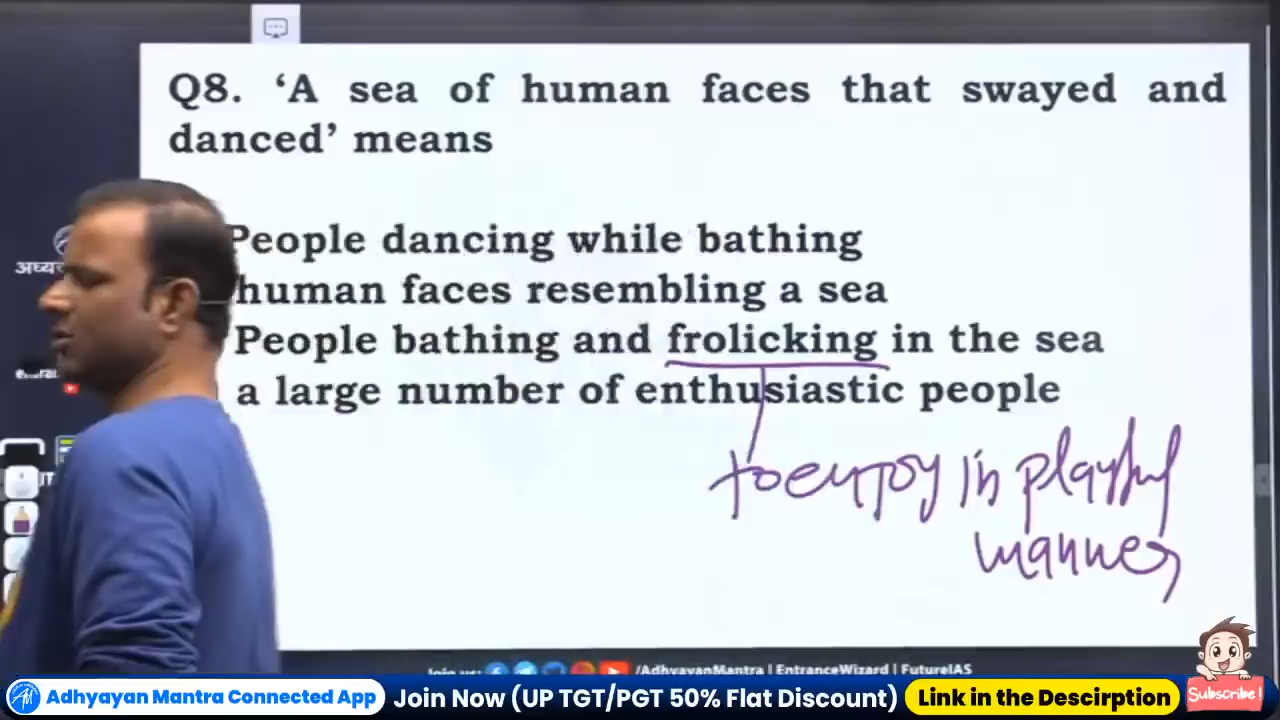 Q8. ‘A sea of human faces that swayed and
danced’ means
People dancing while bathing
human faces resembling a sea
People bathing and frolicking in the sea
a large number of enthusiastic people
to enjoy in playful
manner
Join us: /AdhyayanMantra | EntranceWizard | FutureIAS
Adhyayan Mantra Connected App
Join Now (UP TGT/PGT 50% Flat Discount)
Link in the Descirption
Subscribe!